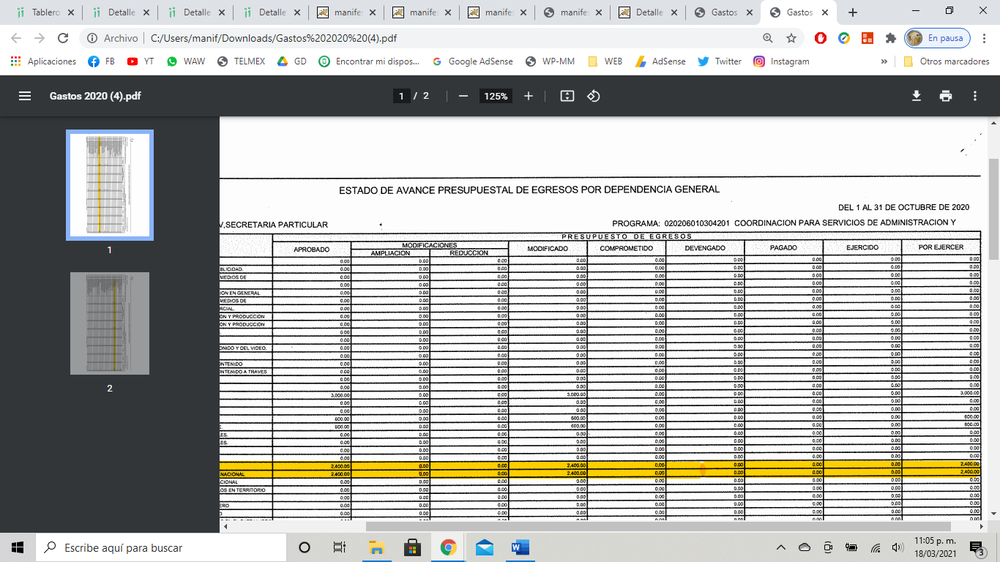 Tablero
Detalle
Detalle
Detalle
manife
manife
manife
manife
Detalle
Gastos
Gastos
Archivo
C:/Users/manif/Downloads/Gastos%202020%20(4).pdf
En pausa
Aplicaciones
FB
YT
WAW
TELMEX
GD
Encontrar mi dispos...
Google AdSense
WP-MM
WEB
AdSense
Twitter
Instagram
»
Otros marcadores
Gastos 2020 (4).pdf
1 / 2
125%
1
2
ESTADO DE AVANCE PRESUPUESTAL DE EGRESOS POR DEPENDENCIA GENERAL
DEL 1 AL 31 DE OCTUBRE DE 2020
V,SECRETARIA PARTICULAR
PROGRAMA: 020206010304201 COORDINACION PARA SERVICIOS DE ADMINISTRACION Y
PRESUPUESTO DE EGRESOS
APROBADO MODIFICACIONES MODIFICADO COMPROMETIDO DEVENGADO PAGADO EJERCIDO POR EJERCER
AMPLIACION REDUCCION
0.00 0.00 0.00 0.00 0.00 0.00 0.00 0.00 0.00
BLICIDAD. 0.00 0.00 0.00 0.00 0.00 0.00 0.00 0.00 0.00
MEDIOS DE 0.00 0.00 0.00 0.00 0.00 0.00 0.00 0.00 0.00
0.00 0.00 0.00 0.00 0.00 0.00 0.00 0.00 0.00
ION EN GENERAL 0.00 0.00 0.00 0.00 0.00 0.00 0.00 0.00 0.00
MEDIOS DE 0.00 0.00 0.00 0.00 0.00 0.00 0.00 0.00 0.00
RCIAL. 0.00 0.00 0.00 0.00 0.00 0.00 0.00 0.00 0.00
ON Y PRODUCCION 0.00 0.00 0.00 0.00 0.00 0.00 0.00 0.00 0.00
ON Y PRODUCCION 0.00 0.00 0.00 0.00 0.00 0.00 0.00 0.00 0.00
0.00 0.00 0.00 0.00 0.00 0.00 0.00 0.00 0.00
0.00 0.00 0.00 0.00 0.00 0.00 0.00 0.00 0.00
ONIDO Y DEL VIDEO. 0.00 0.00 0.00 0.00 0.00 0.00 0.00 0.00 0.00
0.00 0.00 0.00 0.00 0.00 0.00 0.00 0.00 0.00
ONTENIDO 0.00 0.00 0.00 0.00 0.00 0.00 0.00 0.00 0.00
ONTENIDO A TRAVES 0.00 0.00 0.00 0.00 0.00 0.00 0.00 0.00 0.00
0.00 0.00 0.00 0.00 0.00 0.00 0.00 0.00 0.00
0.00 0.00 0.00 0.00 0.00 0.00 0.00 0.00 0.00
3,000.00 0.00 0.00 3,000.00 0.00 0.00 0.00 0.00 3,000.00
0.00 0.00 0.00 0.00 0.00 0.00 0.00 0.00 0.00
0.00 0.00 0.00 0.00 0.00 0.00 0.00 0.00 0.00
600.00 0.00 0.00 600.00 0.00 0.00 0.00 0.00 600.00
E. 600.00 0.00 0.00 600.00 0.00 0.00 0.00 0.00 600.00
LES. 0.00 0.00 0.00 0.00 0.00 0.00 0.00 0.00 0.00
LES. 0.00 0.00 0.00 0.00 0.00 0.00 0.00 0.00 0.00
0.00 0.00 0.00 0.00 0.00 0.00 0.00 0.00 0.00
0.00 0.00 0.00 0.00 0.00 0.00 0.00 0.00 0.00
2,400.00 0.00 0.00 2,400.00 0.00 0.00 0.00 0.00 2,400.00
NACIONAL 2,400.00 0.00 0.00 2,400.00 0.00 0.00 0.00 0.00 2,400.00
ACIONAL 0.00 0.00 0.00 0.00 0.00 0.00 0.00 0.00 0.00
OS EN TERRITORIO 0.00 0.00 0.00 0.00 0.00 0.00 0.00 0.00 0.00
0.00 0.00 0.00 0.00 0.00 0.00 0.00 0.00 0.00
ERO 0.00 0.00 0.00 0.00 0.00 0.00 0.00 0.00 0.00
O 0.00 0.00 0.00 0.00 0.00 0.00 0.00 0.00 0.00
Escribe aquí para buscar
11:05 p. m.
18/03/2021
3